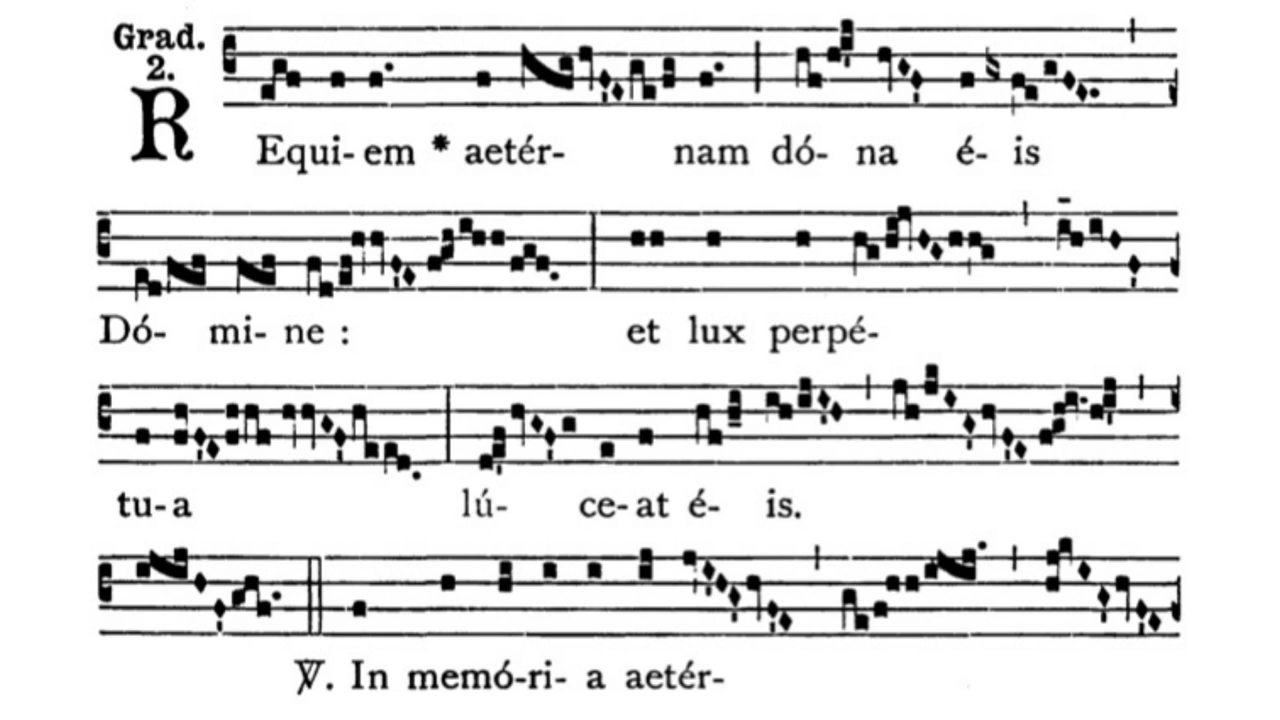 Grad.
2.
REqui- em * aetér- nam dó- na é- is
Dó- mi- ne : et lux perpé-
tu- a lú- ce- at é- is.
℣. In memó-ri- a aetér-